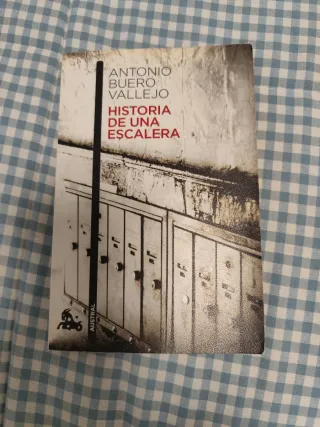 ANTONIO
BUERO
VALLEJO
HISTORIA
DE UNA
ESCALERA
AUSTRAL